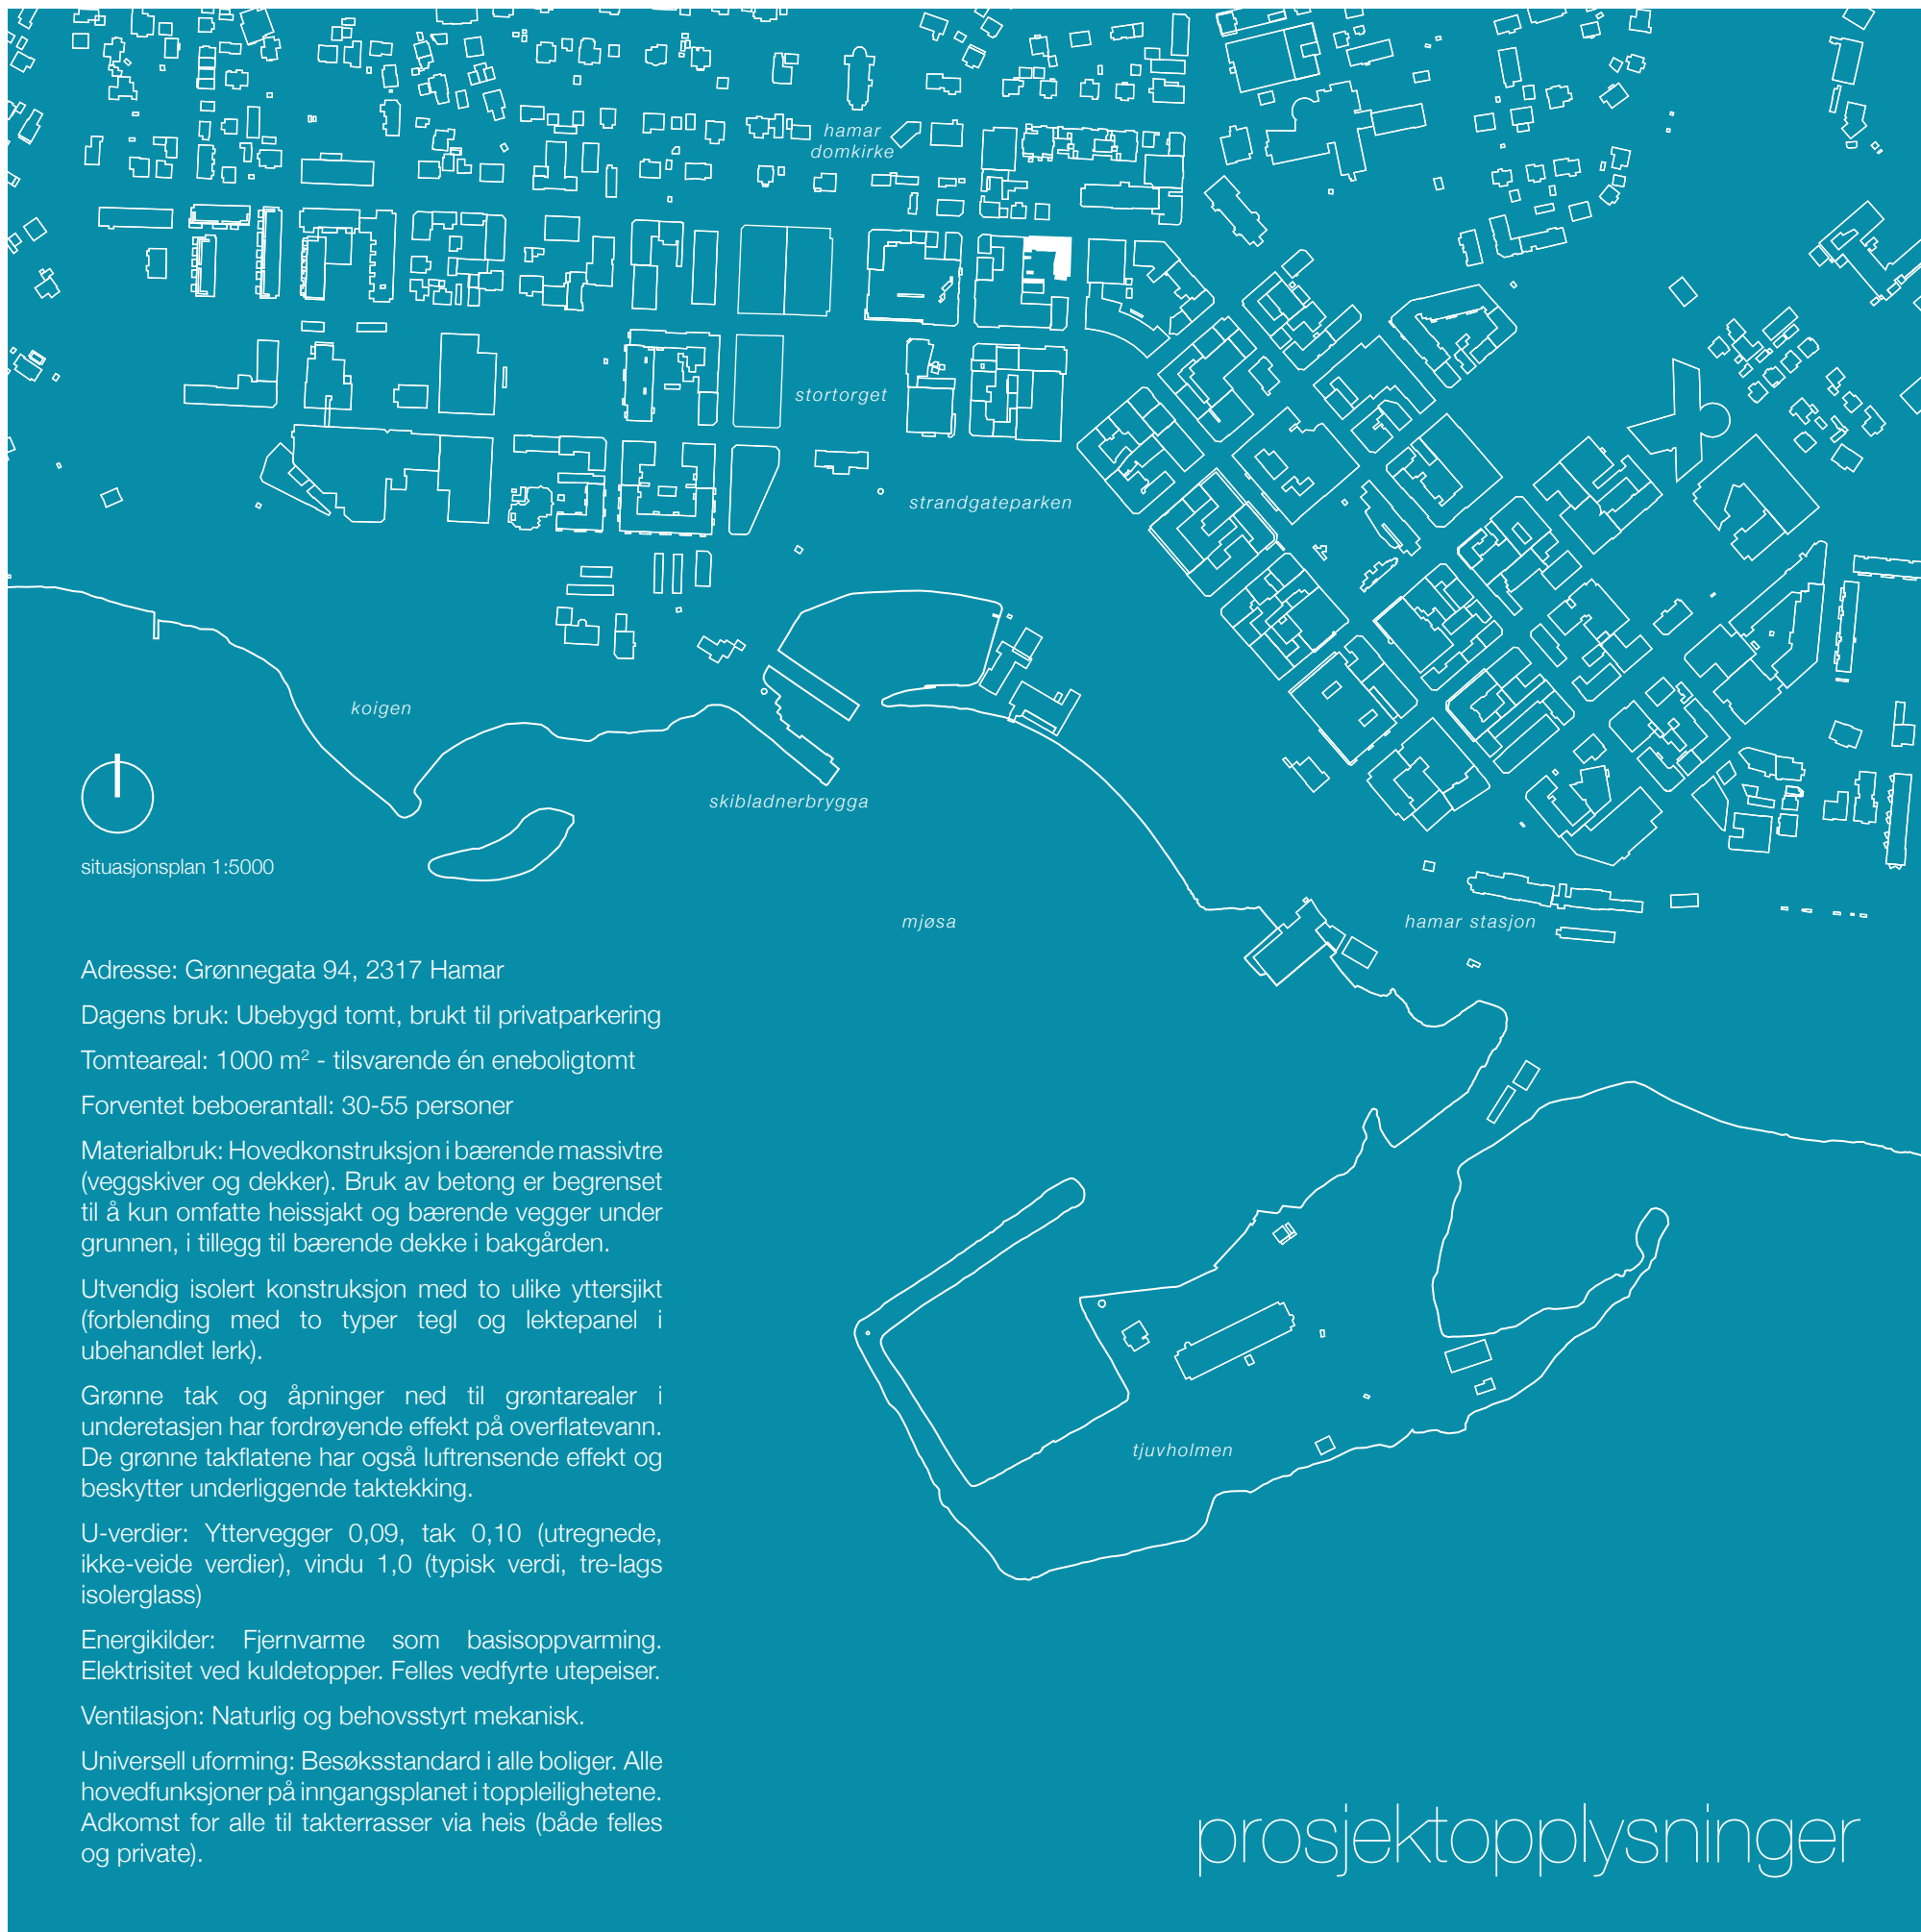 hamar
domkirke
stortorget
strandgateparken
koigen
skibladnerbrygga
situasjonsplan 1:5000
mjøsa
hamar stasjon
Adresse: Grønnegata 94, 2317 Hamar
Dagens bruk: Ubebygd tomt, brukt til privatparkering
Tomteareal: 1000 m² - tilsvarende én eneboligtomt
Forventet beboerantall: 30-55 personer
Materialbruk: Hovedkonstruksjon i bærende massivtre
(veggskiver og dekker). Bruk av betong er begrenset
til å kun omfatte heissjakt og bærende vegger under
grunnen, i tillegg til bærende dekke i bakgården.
Utvendig isolert konstruksjon med to ulike yttersjikt
(forblending med to typer tegl og lektepanel i
ubehandlet lerk).
Grønne tak og åpninger ned til grøntarealer i
underetasjen har fordrøyende effekt på overflatevann.
De grønne takflatene har også luftrensende effekt og
beskytter underliggende taktekking.
U-verdier: Yttervegger 0,09, tak 0,10 (utregnede,
ikke-veide verdier), vindu 1,0 (typisk verdi, tre-lags
isolerglass)
Energikilder: Fjernvarme som basisoppvarming.
Elektrisitet ved kuldetopper. Felles vedfyrte utepeiser.
Ventilasjon: Naturlig og behovsstyrt mekanisk.
Universell uforming: Besøksstandard i alle boliger. Alle
hovedfunksjoner på inngangsplanet i toppleilighetene.
Adkomst for alle til takterrasser via heis (både felles
og private).
tjuvholmen
prosjektopplysninger